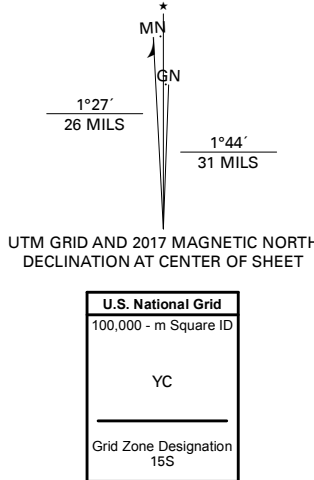 ★
MN
GN
1°27´
26 MILS
1°44´
31 MILS
UTM GRID AND 2017 MAGNETIC NORTH
DECLINATION AT CENTER OF SHEET
U.S. National Grid
100,000 - m Square ID
YC
Grid Zone Designation
15S